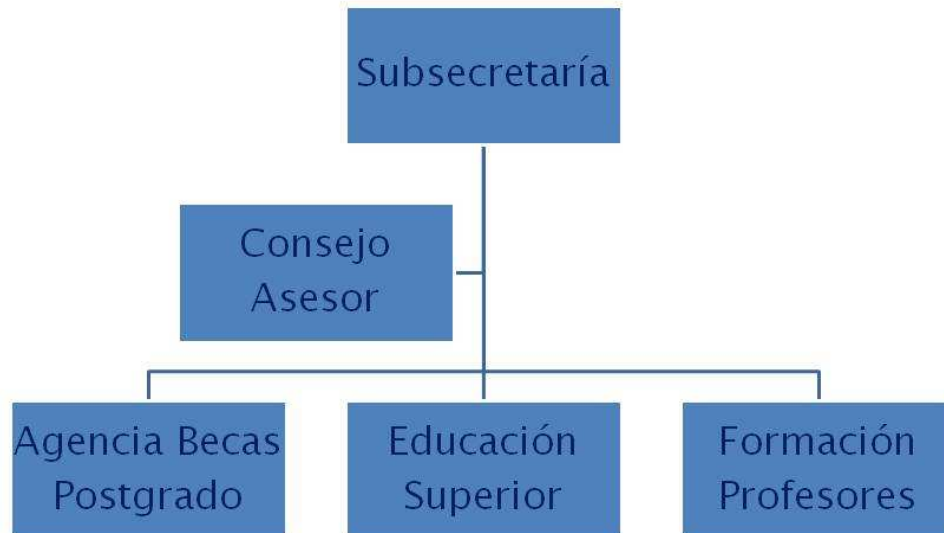 Subsecretaría
Consejo
Asesor
Agencia Becas
Postgrado
Educación
Superior
Formación
Profesores